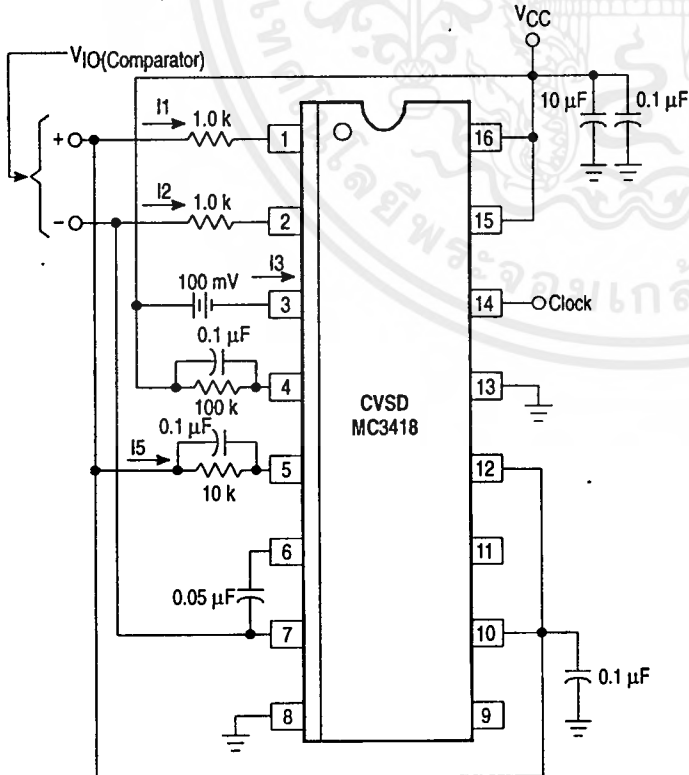 VCC
VIO(Comparator)
10 μF
0.1 μF
I1
1.0 k
+
1
16
I2
1.0 k
–
2
15
I3
100 mV
3
14
Clock
0.1 μF
4
13
100 k
CVSD
MC3418
0.1 μF
I5
5
12
10 k
6
11
0.05 μF
7
10
0.1 μF
8
9